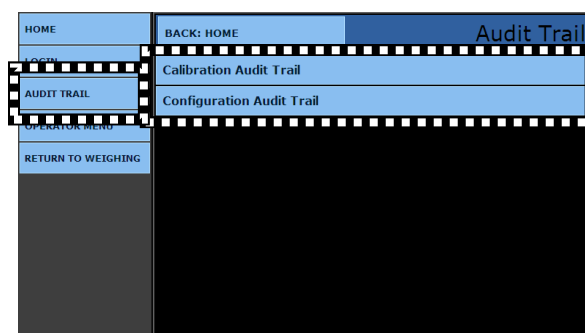 HOME
LOGIN
AUDIT TRAIL
OPERATOR MENU
RETURN TO WEIGHING
BACK: HOME
Audit Trail
Calibration Audit Trail
Configuration Audit Trail